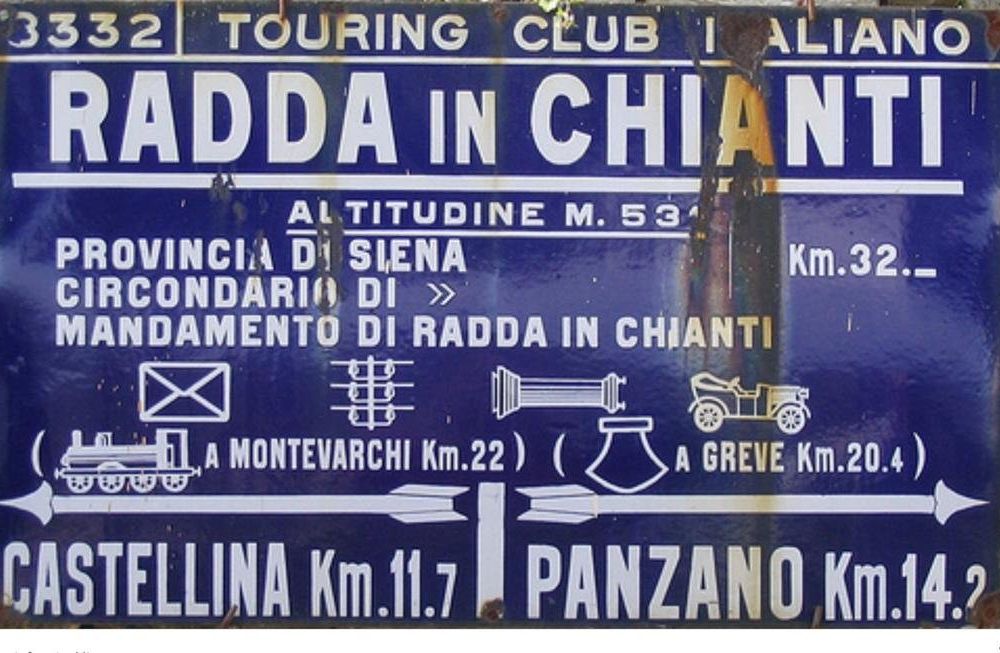 3332 TOURING CLUB ITALIANO
RADDA IN CHIANTI
ALTITUDINE M. 531
PROVINCIA DI SIENA Km.32._
CIRCONDARIO DI »
MANDAMENTO DI RADDA IN CHIANTI
( A MONTEVARCHI Km.22 ) ( A GREVE Km.20.4 )
CASTELLINA Km.11.7 PANZANO Km.14.2